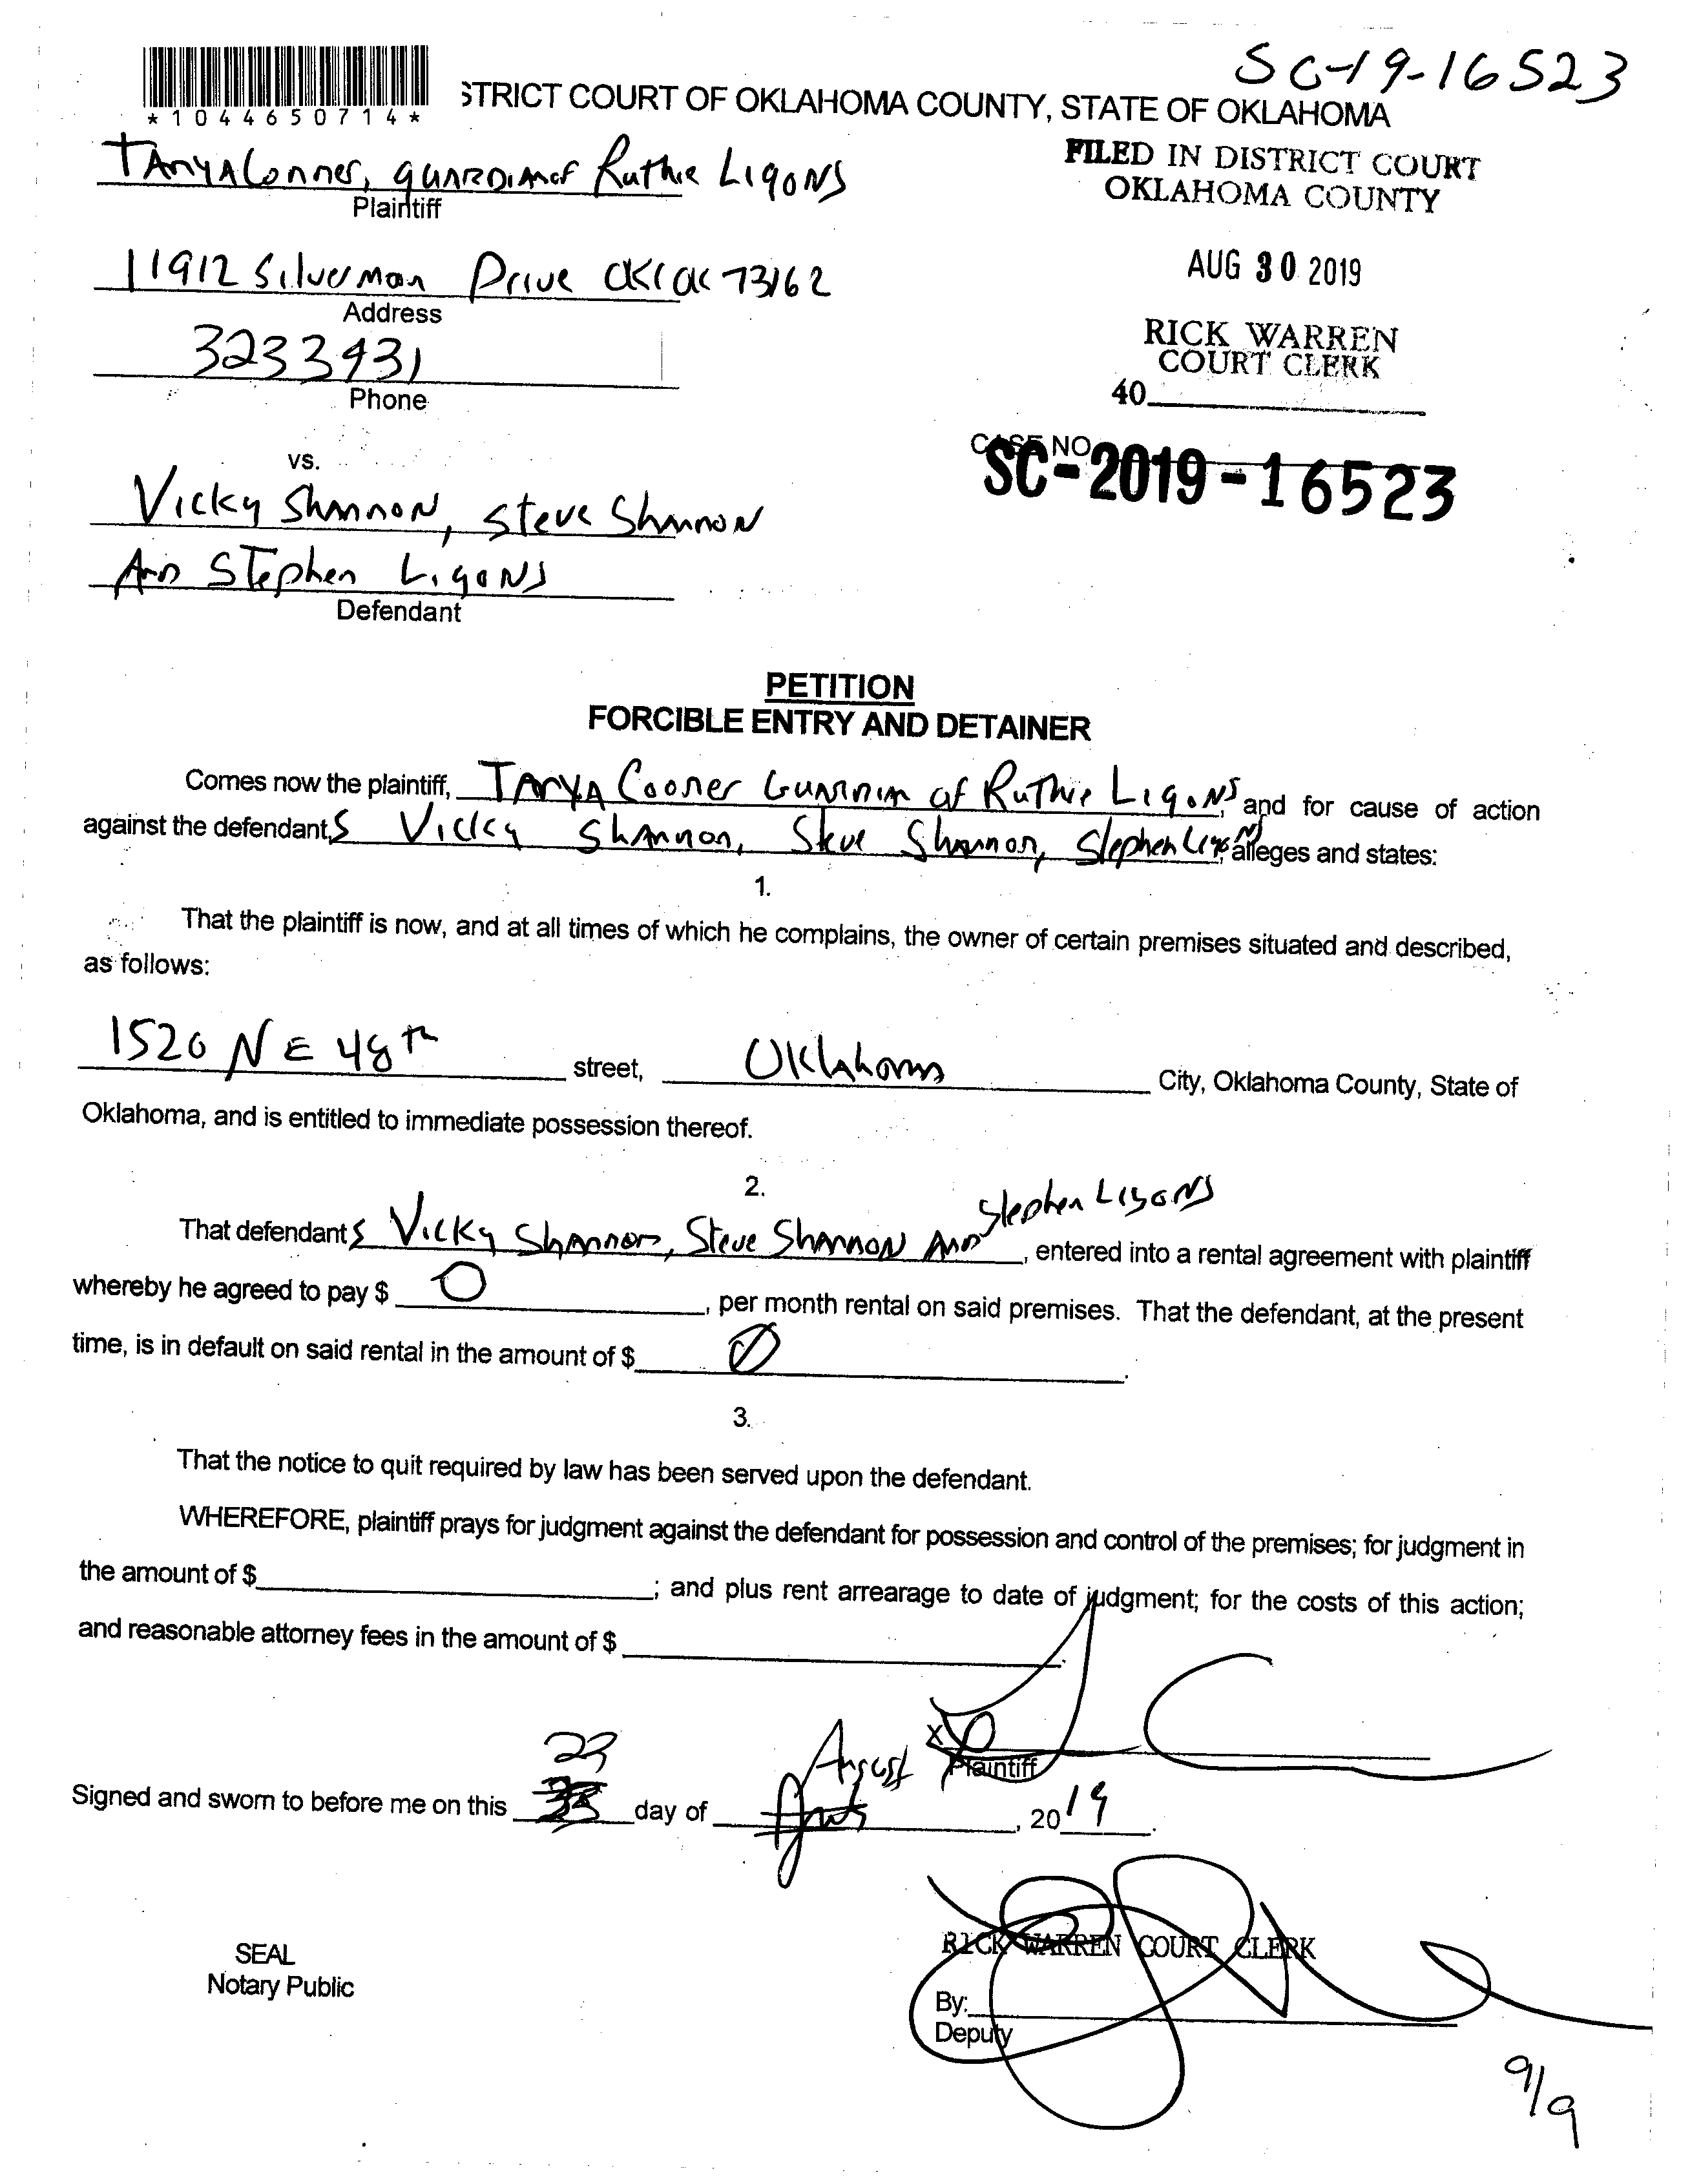 SC-19-16523
*1044650714*
STRICT COURT OF OKLAHOMA COUNTY, STATE OF OKLAHOMA
TANYA Conner, GUARDIAN of Ruthie LIGONS
Plaintiff
FILED IN DISTRICT COURT
OKLAHOMA COUNTY
11912 Silverman Drive OKC OK 73162
Address
AUG 30 2019
3233931
Phone
RICK WARREN
COURT CLERK
40
vs.
CASE NO
SC-2019-16523
Vicky Shannon, Steve Shannon
And Stephen Ligons
Defendant
PETITION
FORCIBLE ENTRY AND DETAINER
Comes now the plaintiff, TANYA Cooner Guardian of Ruthie Ligons, and for cause of action
against the defendant,S Vicky Shannon, Steve Shannon, Stephen Ligons, alleges and states:
1.
That the plaintiff is now, and at all times of which he complains, the owner of certain premises situated and described,
as follows:
1520 NE 48th street, Oklahoma City, Oklahoma County, State of
Oklahoma, and is entitled to immediate possession thereof.
2.
Stephen Ligons
That defendant S Vicky Shannon, Steve Shannon And, entered into a rental agreement with plaintiff
whereby he agreed to pay $ 0, per month rental on said premises. That the defendant, at the present
time, is in default on said rental in the amount of $ 0.
3.
That the notice to quit required by law has been served upon the defendant.
WHEREFORE, plaintiff prays for judgment against the defendant for possession and control of the premises; for judgment in
the amount of $; and plus rent arrearage to date of judgment; for the costs of this action;
and reasonable attorney fees in the amount of $.
X
Plaintiff
23 August
Signed and sworn to before me on this day of, 2019.
RICK WARREN COURT CLERK
SEAL
Notary Public
By:
Deputy
9/9